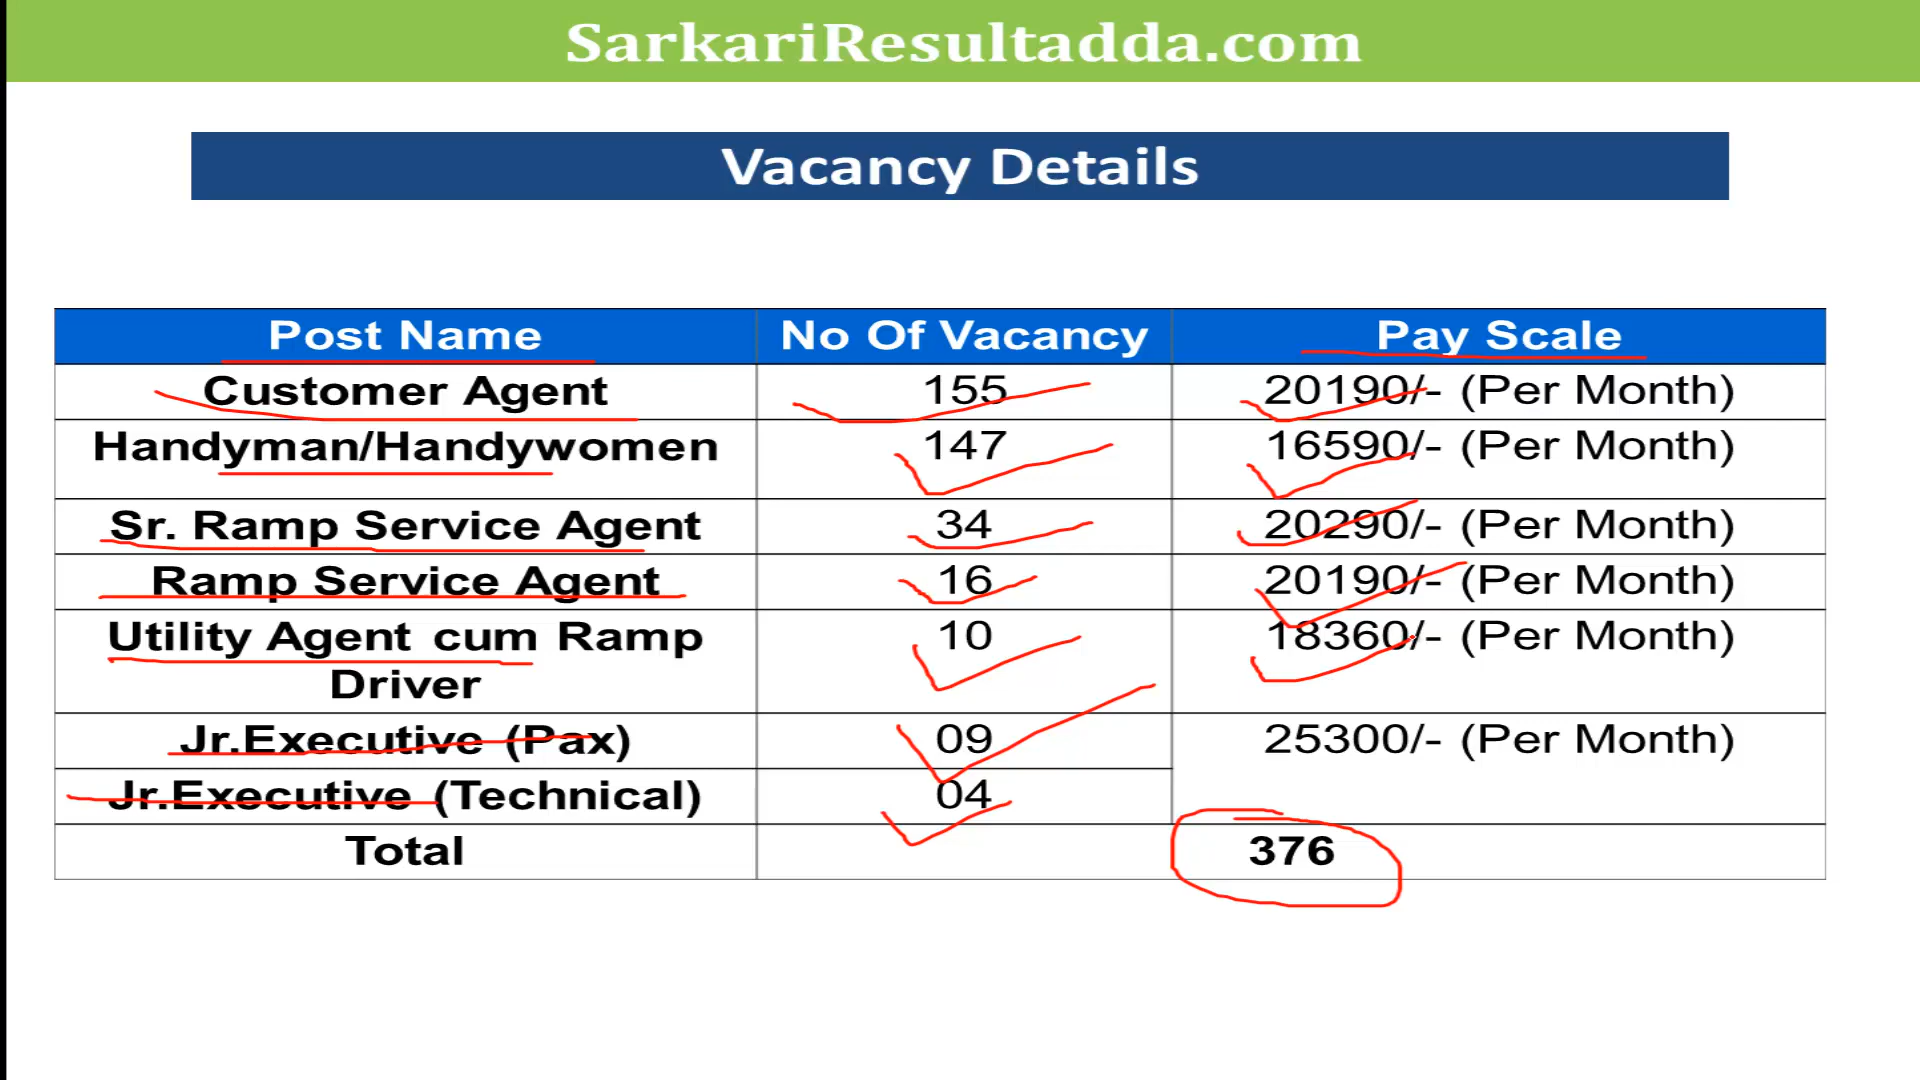 SarkariResultadda.com
Vacancy Details
Post Name No Of Vacancy Pay Scale
Customer Agent 155 20190/- (Per Month)
Handyman/Handywomen 147 16590/- (Per Month)
Sr. Ramp Service Agent 34 20290/- (Per Month)
Ramp Service Agent 16 20190/- (Per Month)
Utility Agent cum Ramp 10 18360/- (Per Month)
Driver
Jr.Executive (Pax) 09 25300/- (Per Month)
Jr.Executive (Technical) 04
Total 376